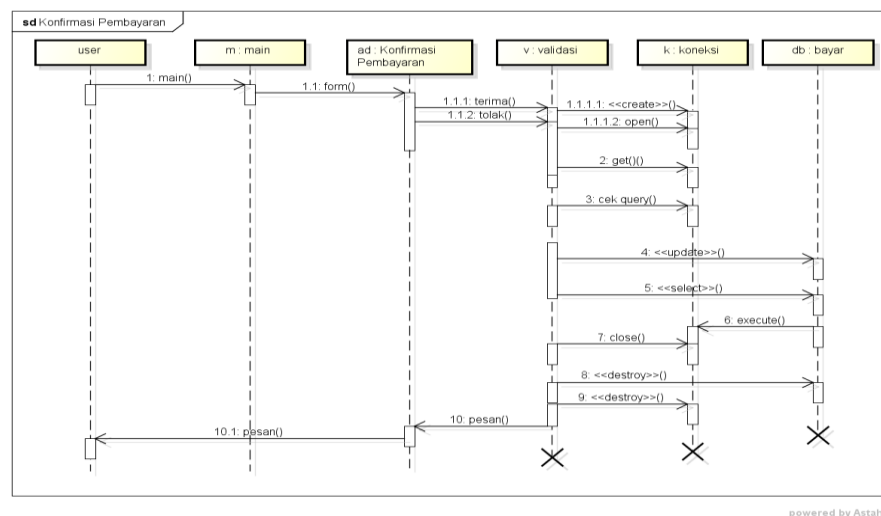 sd Konfirmasi Pembayaran
user
m : main
ad : Konfirmasi
Pembayaran
v : validasi
k : koneksi
db : bayar
1: main()
1.1: form()
1.1.1: terima()
1.1.1.1: <<create>>()
1.1.2: tolak()
1.1.1.2: open()
2: get()()
3: cek query()
4: <<update>>()
5: <<select>>()
6: execute()
7: close()
8: <<destroy>>()
9: <<destroy>>()
10: pesan()
10.1: pesan()
powered by Astah